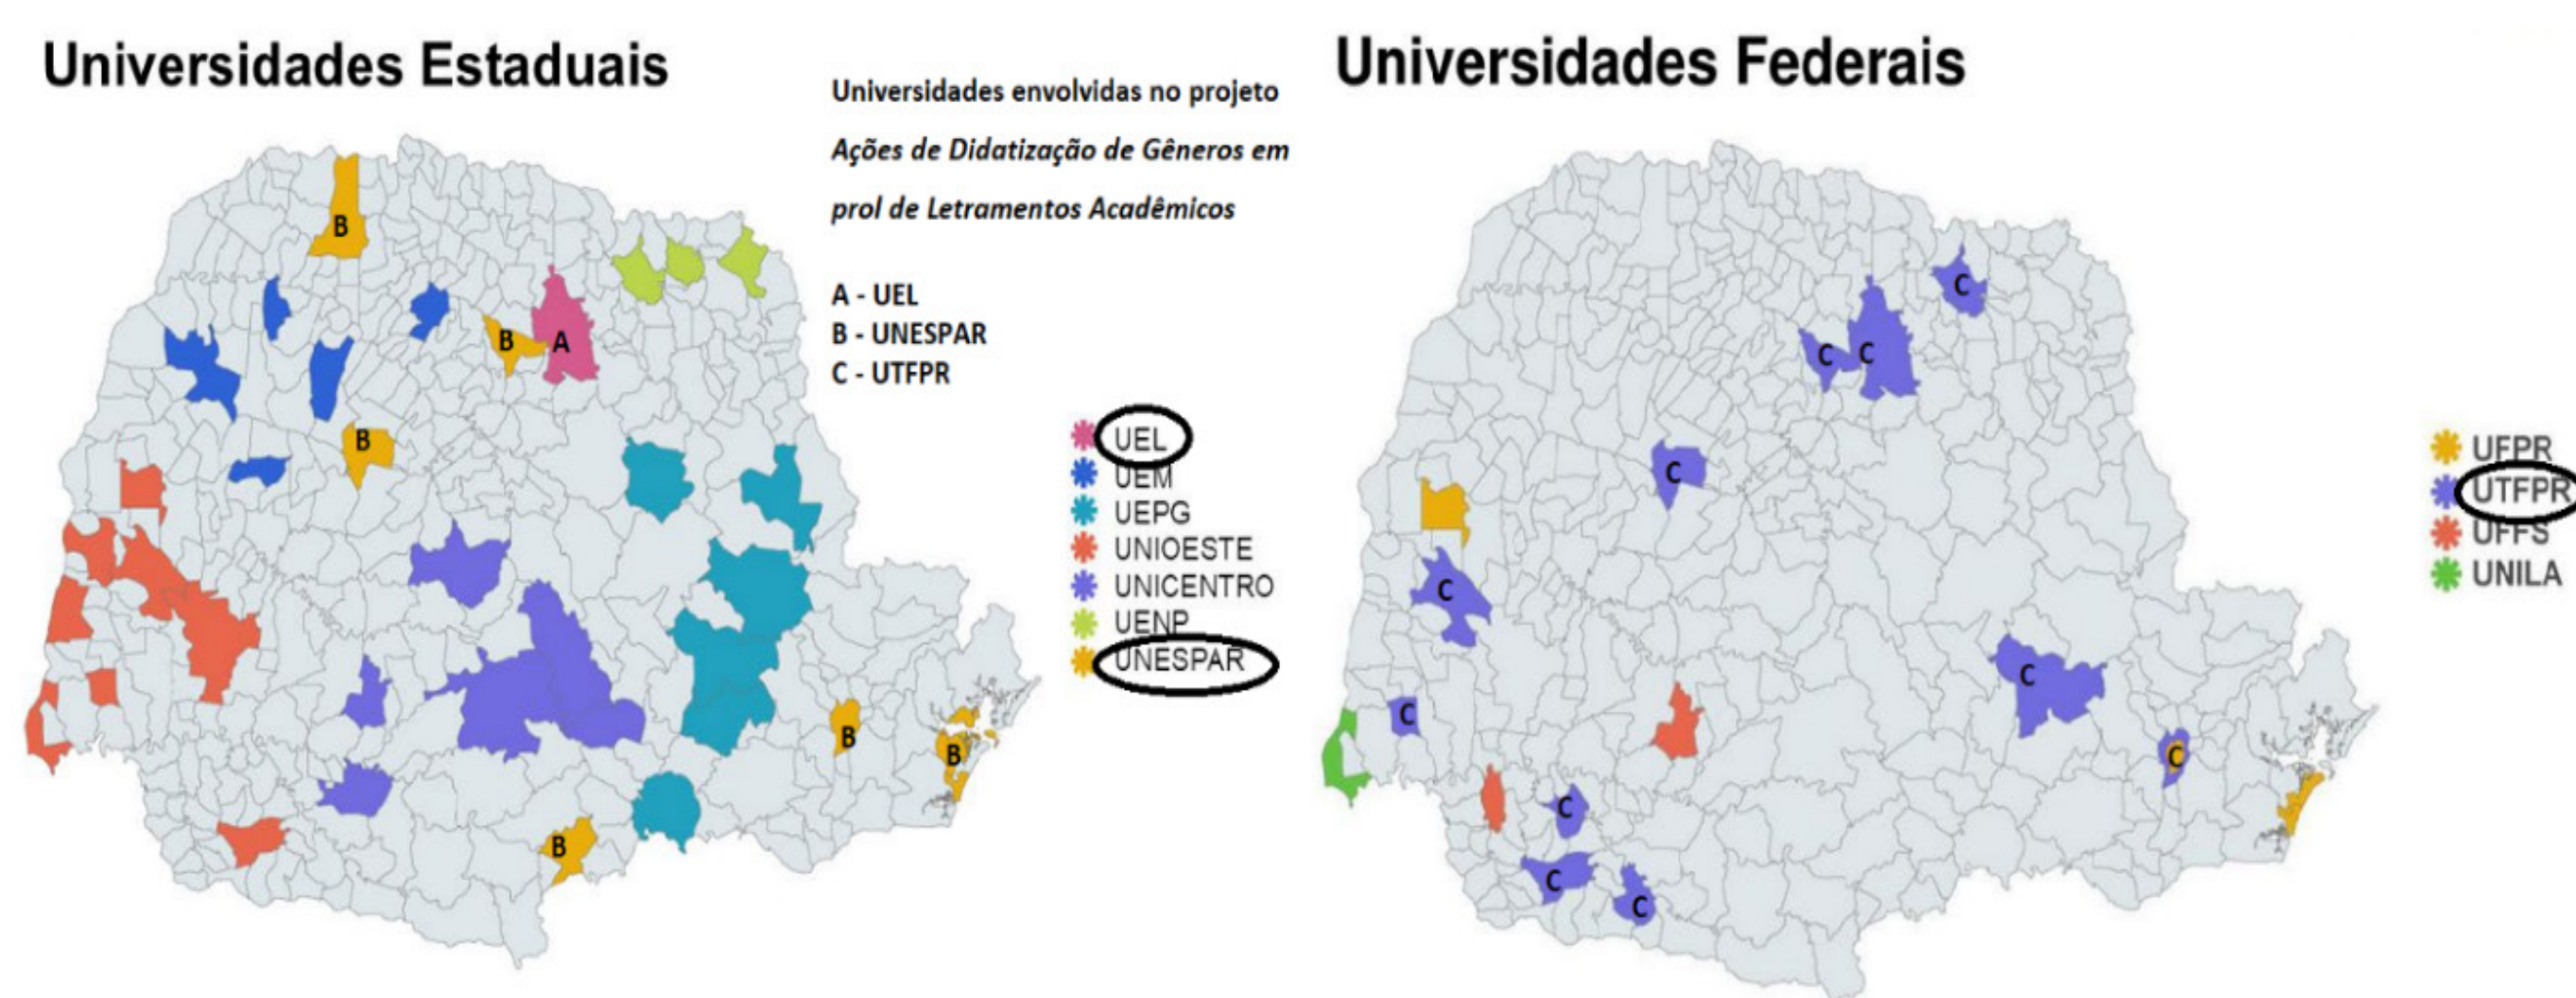 Universidades Estaduais
Universidades envolvidas no projeto
Ações de Didatização de Gêneros em
prol de Letramentos Acadêmicos
A - UEL
B - UNESPAR
C - UTFPR
B
B
A
B
B
B
B
UEL
UEM
UEPG
UNIOESTE
UNICENTRO
UENP
UNESPAR
Universidades Federais
C
C
C
C
C
C
C
C
C
C
C
UFPR
UTFPR
UFFS
UNILA